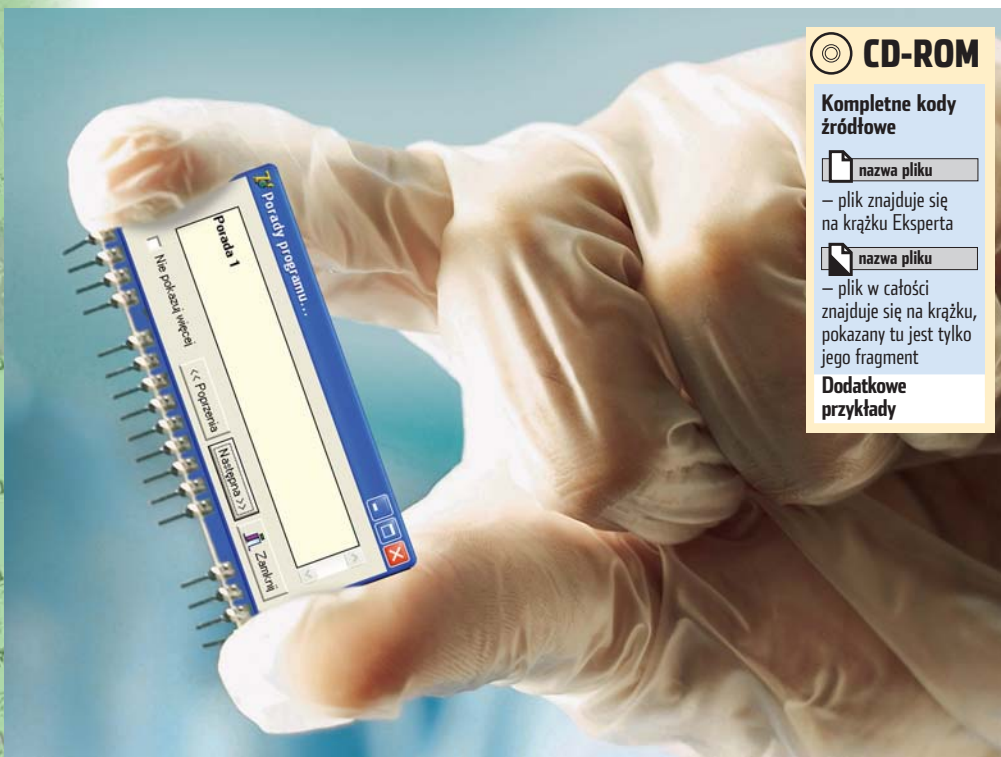 CD-ROM
Kompletne kody
źródłowe
nazwa pliku
– plik znajduje się
na krążku Eksperta
nazwa pliku
– plik w całości
znajduje się na krążku,
pokazany tu jest tylko
jego fragment
Dodatkowe
przykłady
Porady programu...
Porada 1
Nie pokazuj więcej
<< Poprzenia
Następna >>
Zamknij